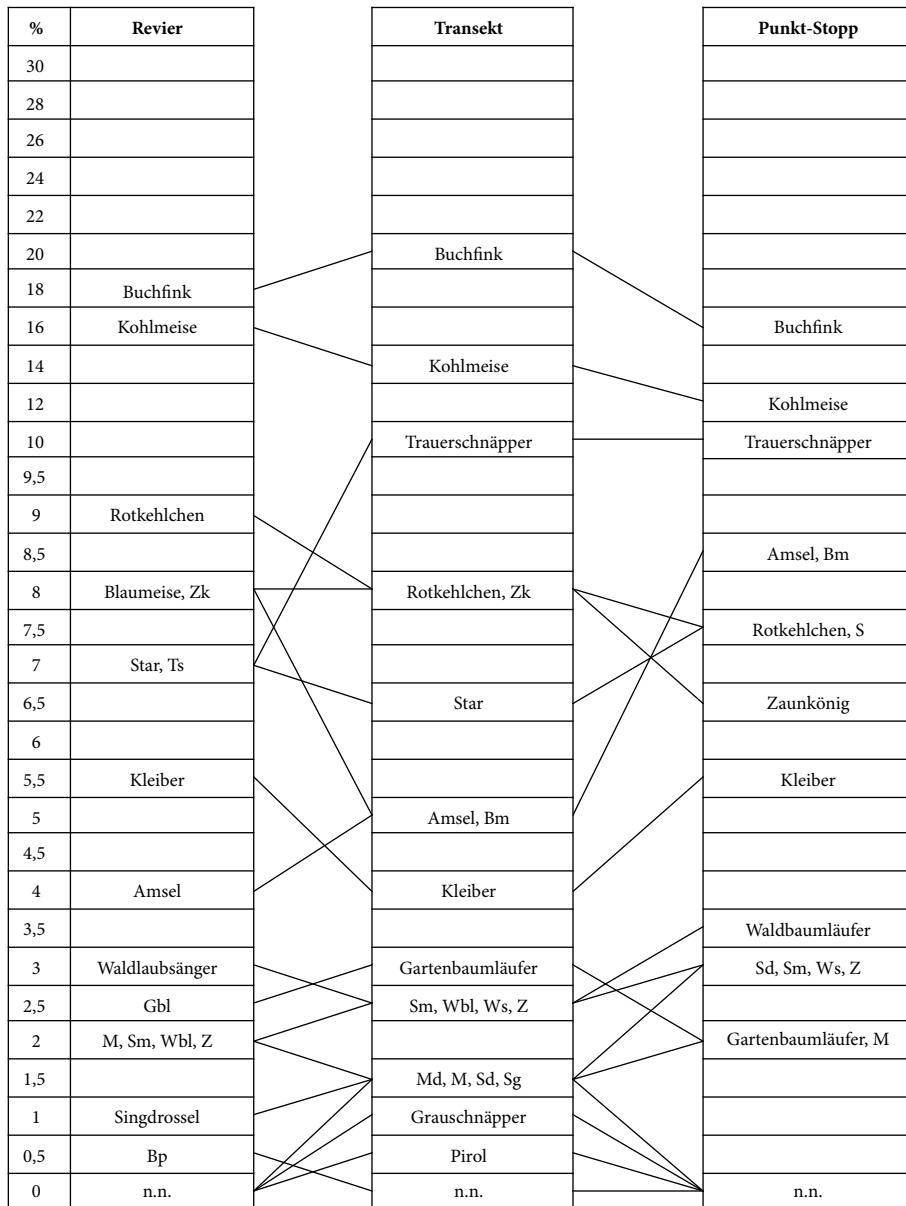 % Revier Transekt Punkt-Stopp
30
28
26
24
22
20 Buchfink
18 Buchfink
16 Kohlmeise Buchfink
14 Kohlmeise
12 Kohlmeise
10 Trauerschnäpper Trauerschnäpper
9,5
9 Rotkehlchen
8,5 Amsel, Bm
8 Blaumeise, Zk Rotkehlchen, Zk
7,5 Rotkehlchen, S
7 Star, Ts
6,5 Star Zaunkönig
6
5,5 Kleiber Kleiber
5 Amsel, Bm
4,5
4 Amsel Kleiber
3,5 Waldbaumläufer
3 Waldlaubsänger Gartenbaumläufer Sd, Sm, Ws, Z
2,5 Gbl Sm, Wbl, Ws, Z
2 M, Sm, Wbl, Z Gartenbaumläufer, M
1,5 Md, M, Sd, Sg
1 Singdrossel Grauschnäpper
0,5 Bp Pirol
0 n.n. n.n. n.n.